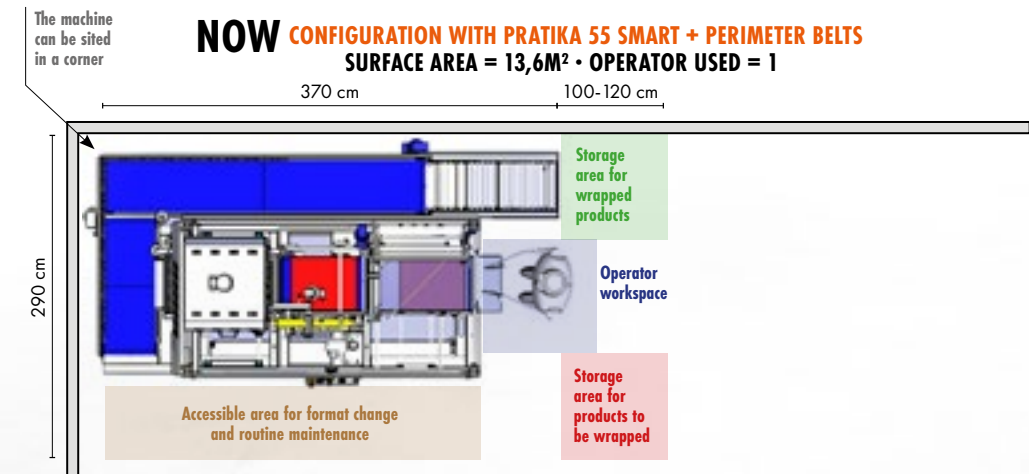 The machine
can be sited
in a corner
NOW CONFIGURATION WITH PRATIKA 55 SMART + PERIMETER BELTS
SURFACE AREA = 13,6M² • OPERATOR USED = 1
370 cm
100-120 cm
290 cm
Storage
area for
wrapped
products
Operator
workspace
Storage
area for
products to
be wrapped
Accessible area for format change
and routine maintenance